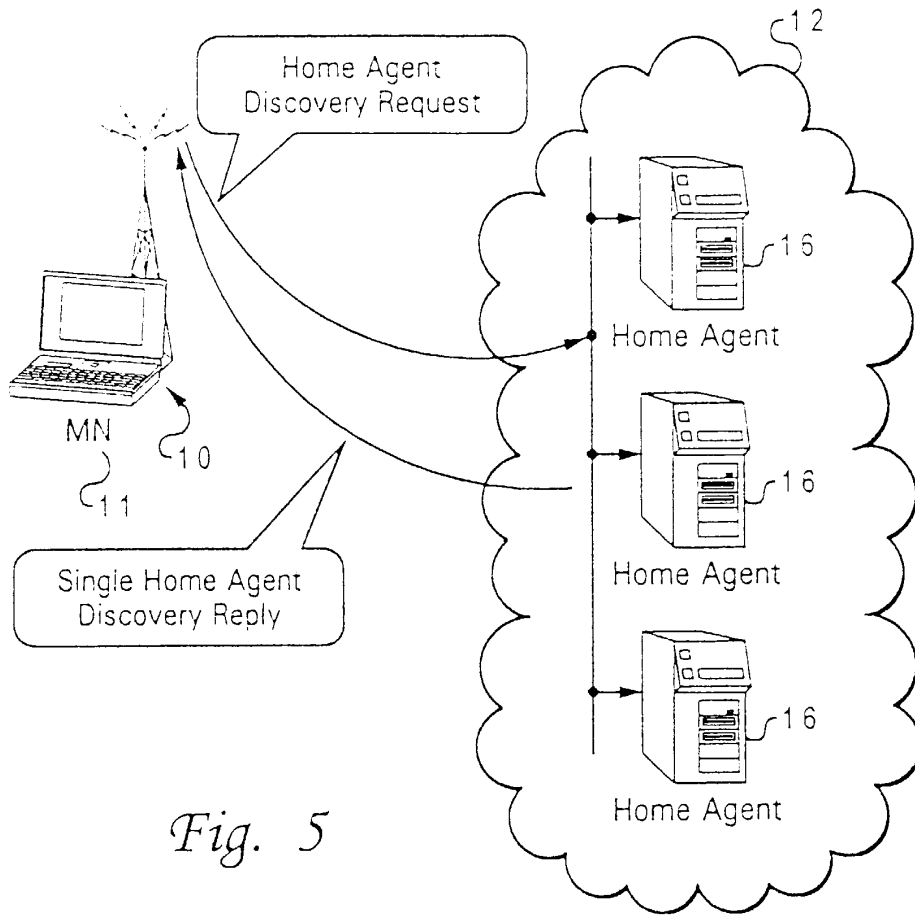 12
Home Agent
Discovery Request
16
Home Agent
MN
10
11
16
Home Agent
Single Home Agent
Discovery Reply
16
Home Agent
Fig. 5